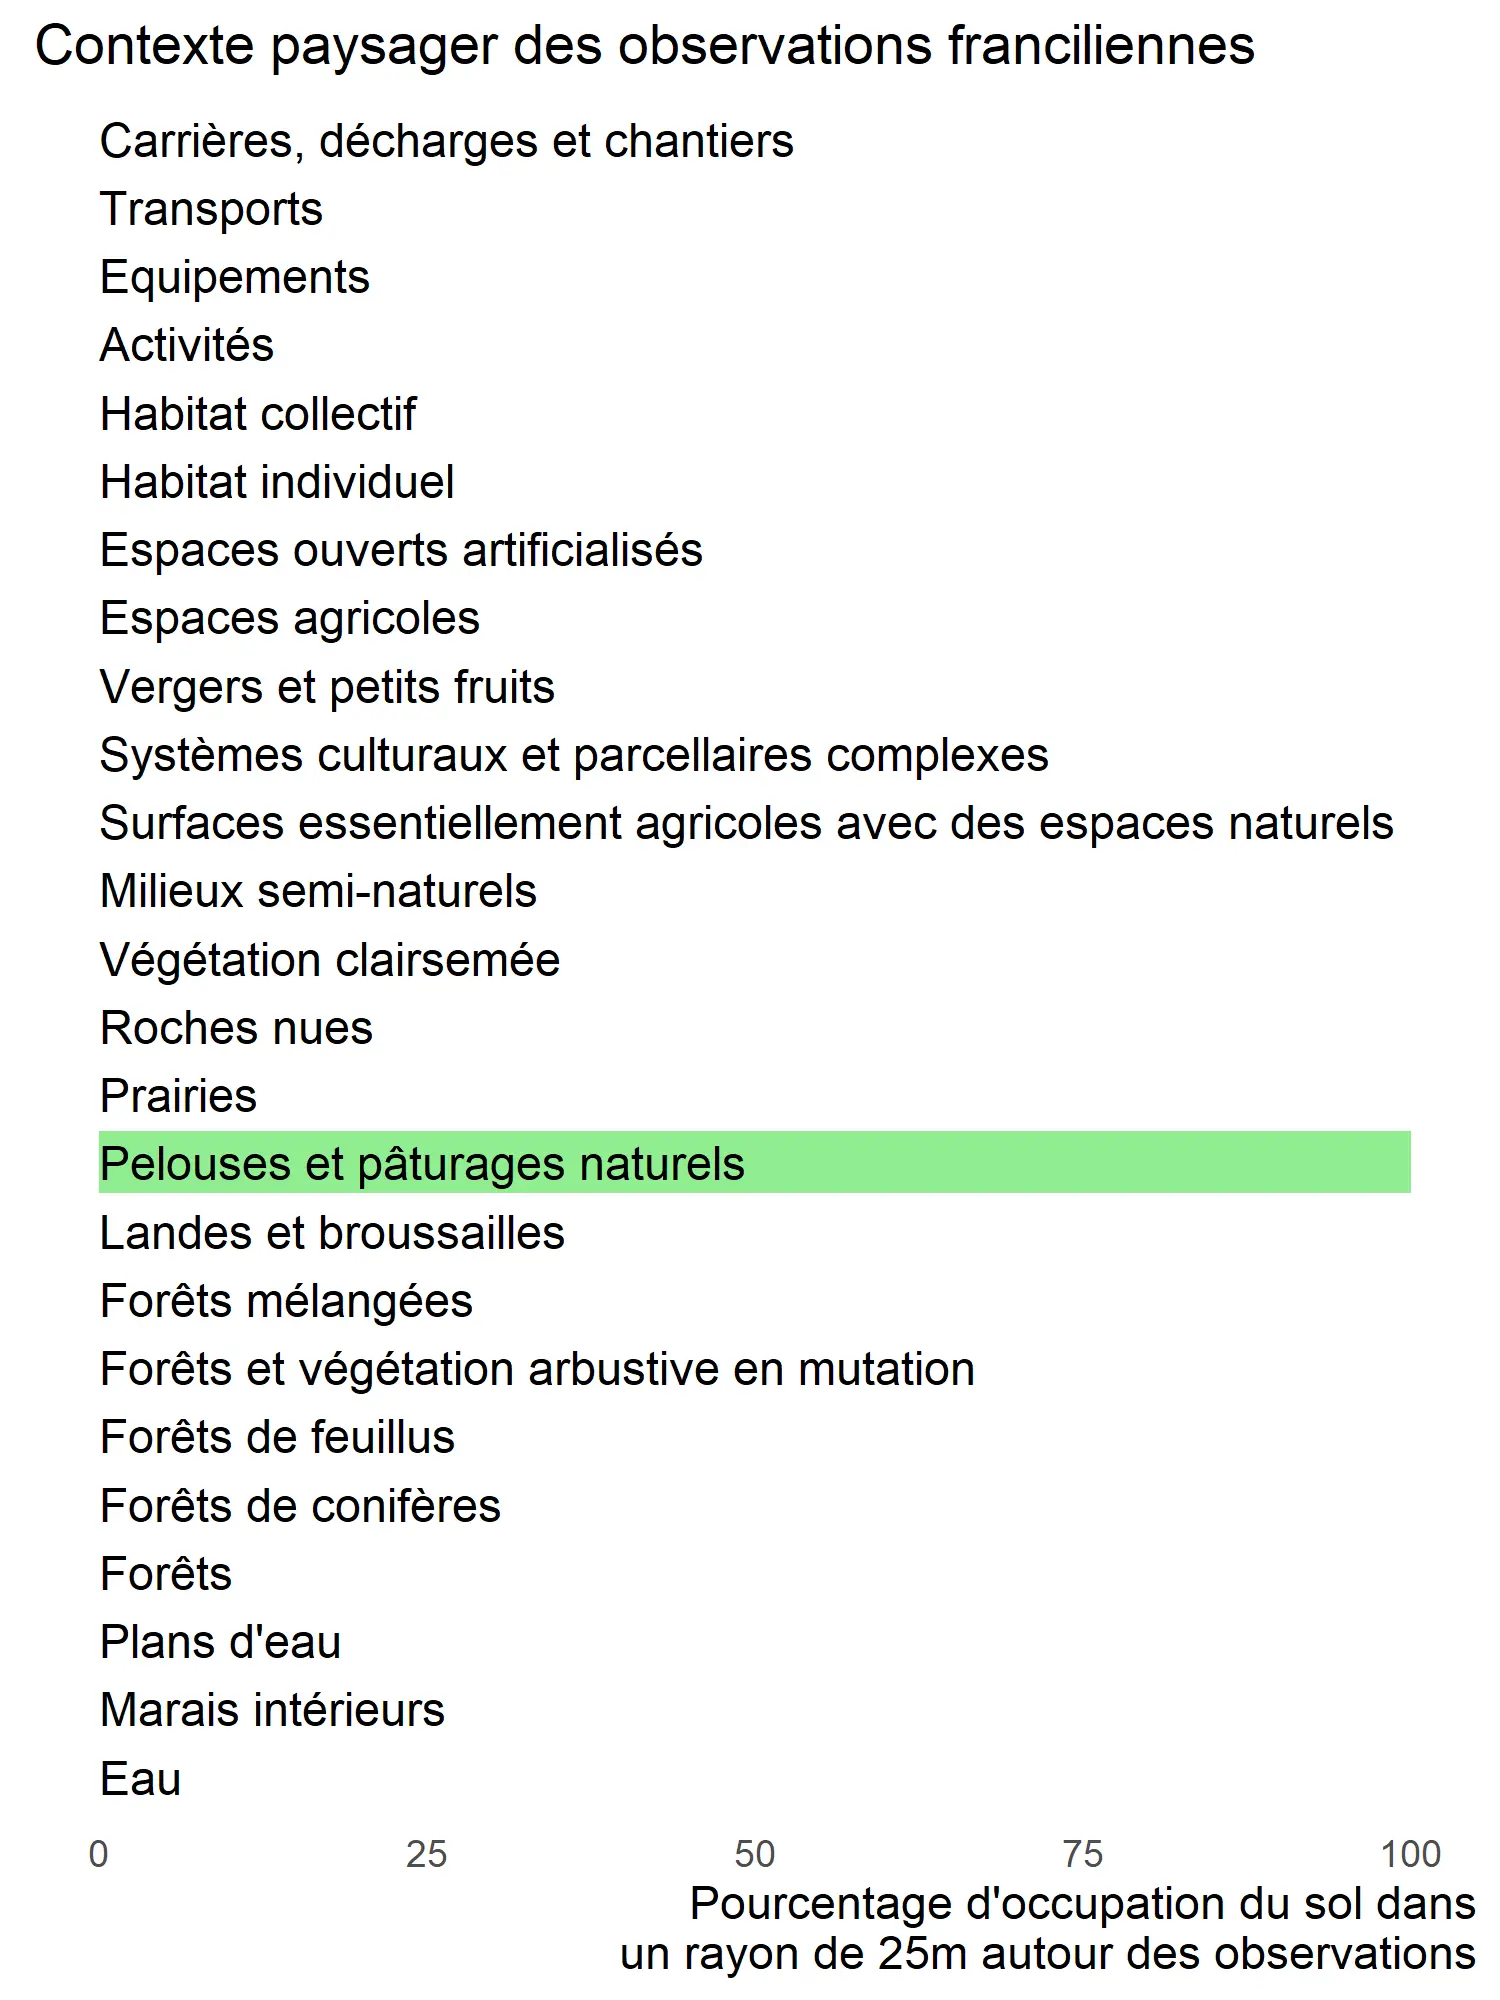 Contexte paysager des observations franciliennes
Carrières, décharges et chantiers
Transports
Equipements
Activités
Habitat collectif
Habitat individuel
Espaces ouverts artificialisés
Espaces agricoles
Vergers et petits fruits
Systèmes culturaux et parcellaires complexes
Surfaces essentiellement agricoles avec des espaces naturels
Milieux semi-naturels
Végétation clairsemée
Roches nues
Prairies
Pelouses et pâturages naturels
Landes et broussailles
Forêts mélangées
Forêts et végétation arbustive en mutation
Forêts de feuillus
Forêts de conifères
Forêts
Plans d'eau
Marais intérieurs
Eau
0 25 50 75 100
Pourcentage d'occupation du sol dans
un rayon de 25m autour des observations